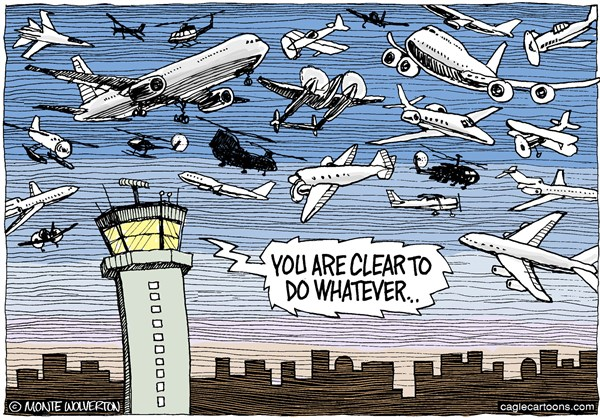 YOU ARE CLEAR TO
DO WHATEVER..
© MONTE WOLVERTON
caglecartoons.com